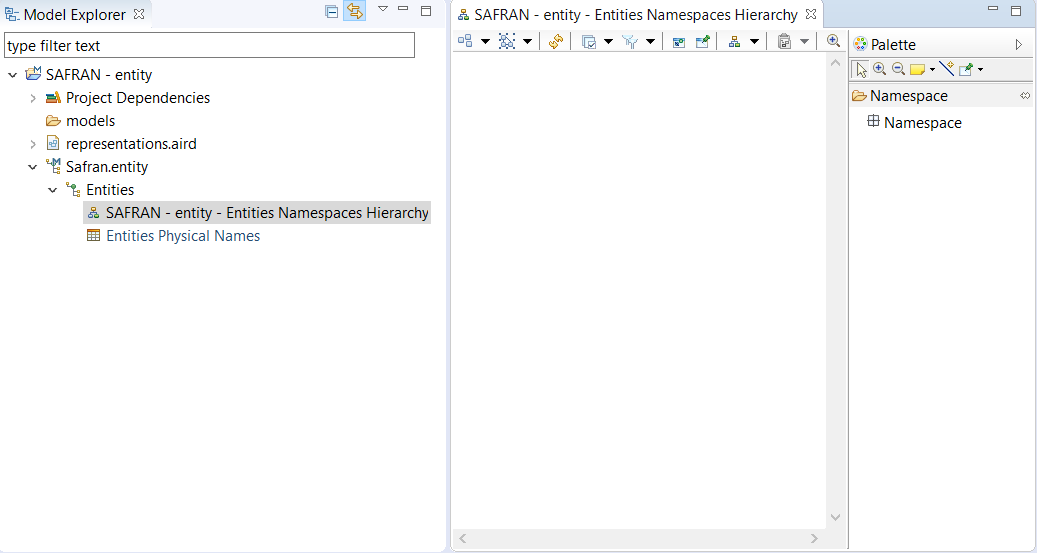 Model Explorer
type filter text
SAFRAN - entity
Project Dependencies
models
representations.aird
Safran.entity
Entities
SAFRAN - entity - Entities Namespaces Hierarchy
Entities Physical Names
SAFRAN - entity - Entities Namespaces Hierarchy
Palette
Namespace
Namespace